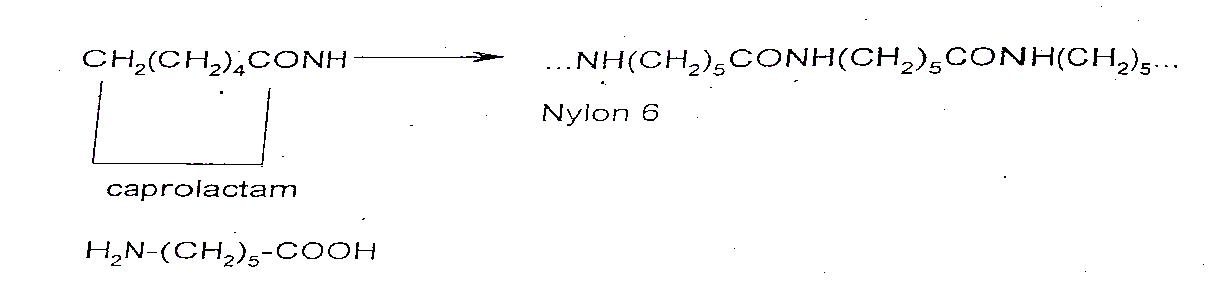 CH₂(CH₂)₄CONH ⟶ ...NH(CH₂)₅CONH(CH₂)₅CONH(CH₂)₅...
Nylon 6
caprolactam
H₂N-(CH₂)₅-COOH